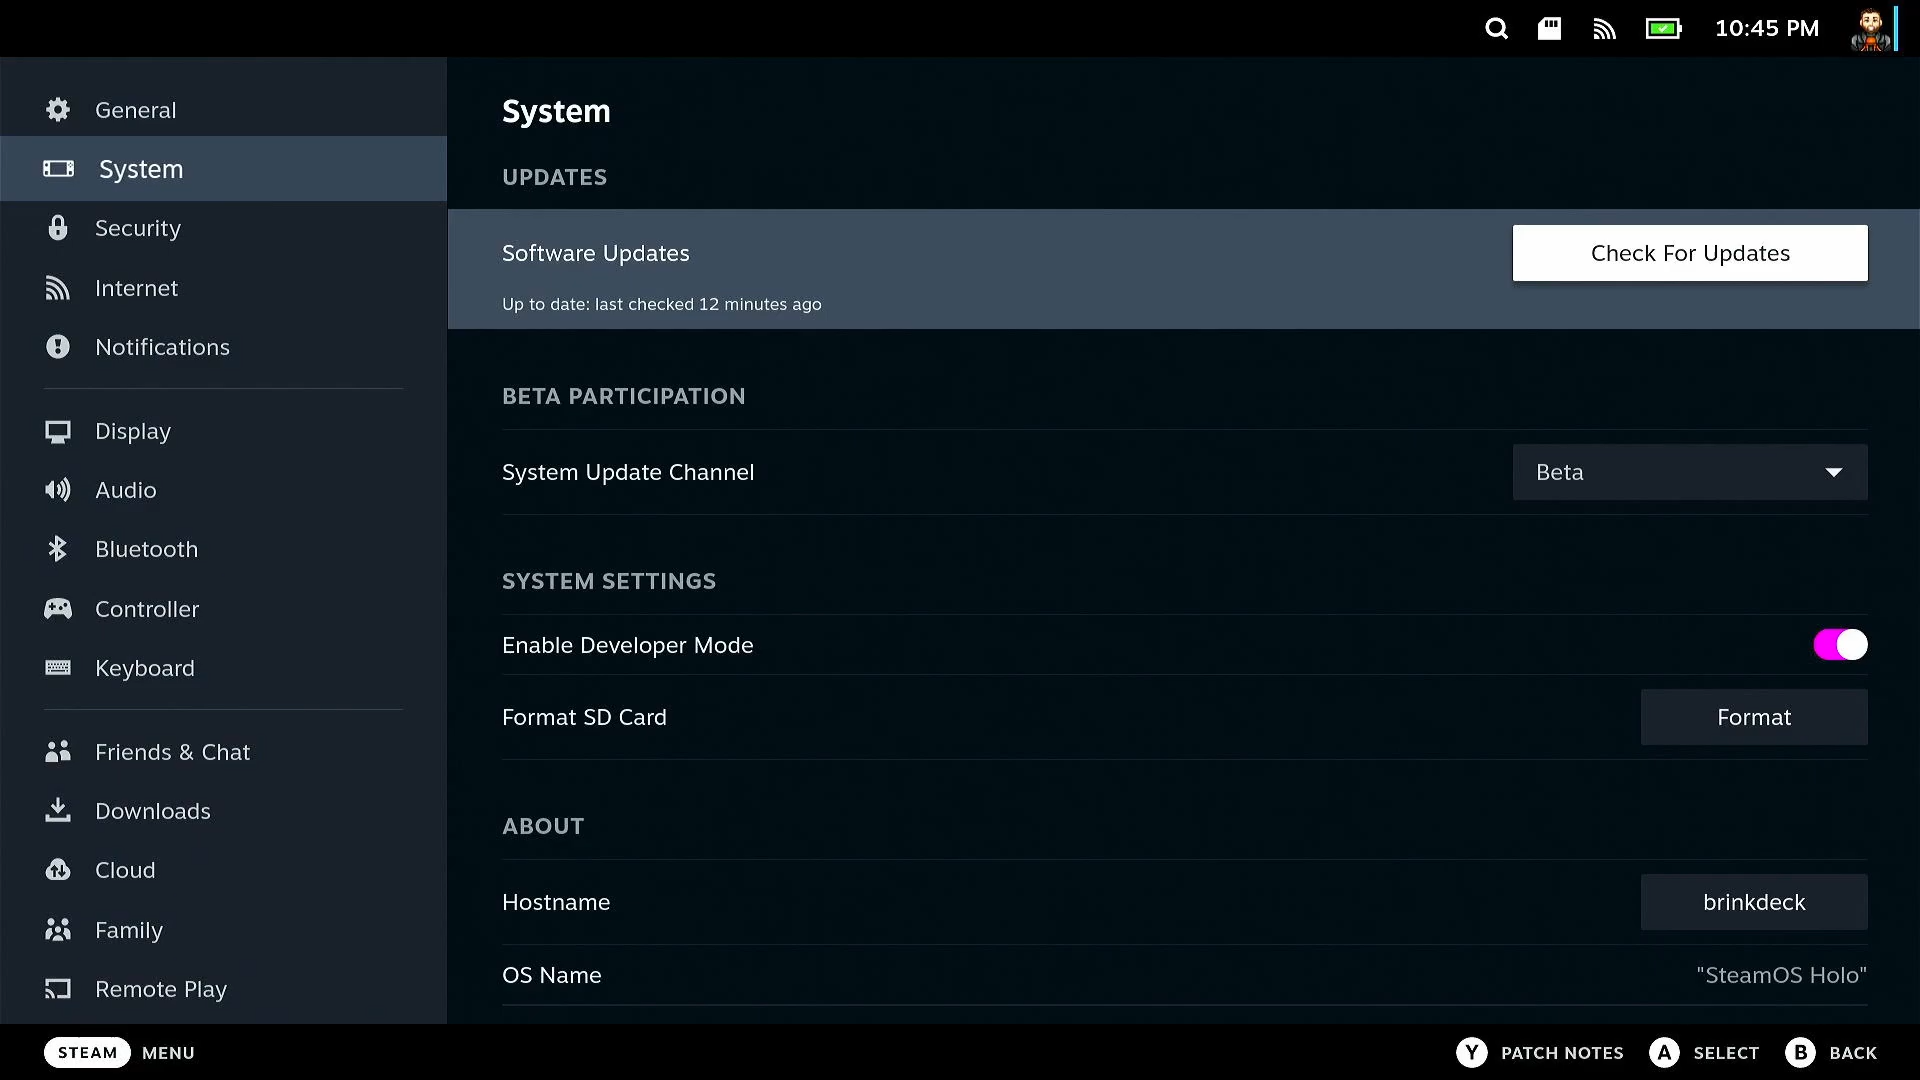 10:45 PM
General
System
Security
Internet
Notifications
Display
Audio
Bluetooth
Controller
Keyboard
Friends & Chat
Downloads
Cloud
Family
Remote Play
System
UPDATES
Software Updates
Check For Updates
Up to date: last checked 12 minutes ago
BETA PARTICIPATION
System Update Channel
Beta
SYSTEM SETTINGS
Enable Developer Mode
Format SD Card
Format
ABOUT
Hostname
brinkdeck
OS Name
"SteamOS Holo"
STEAM MENU
Y PATCH NOTES A SELECT B BACK